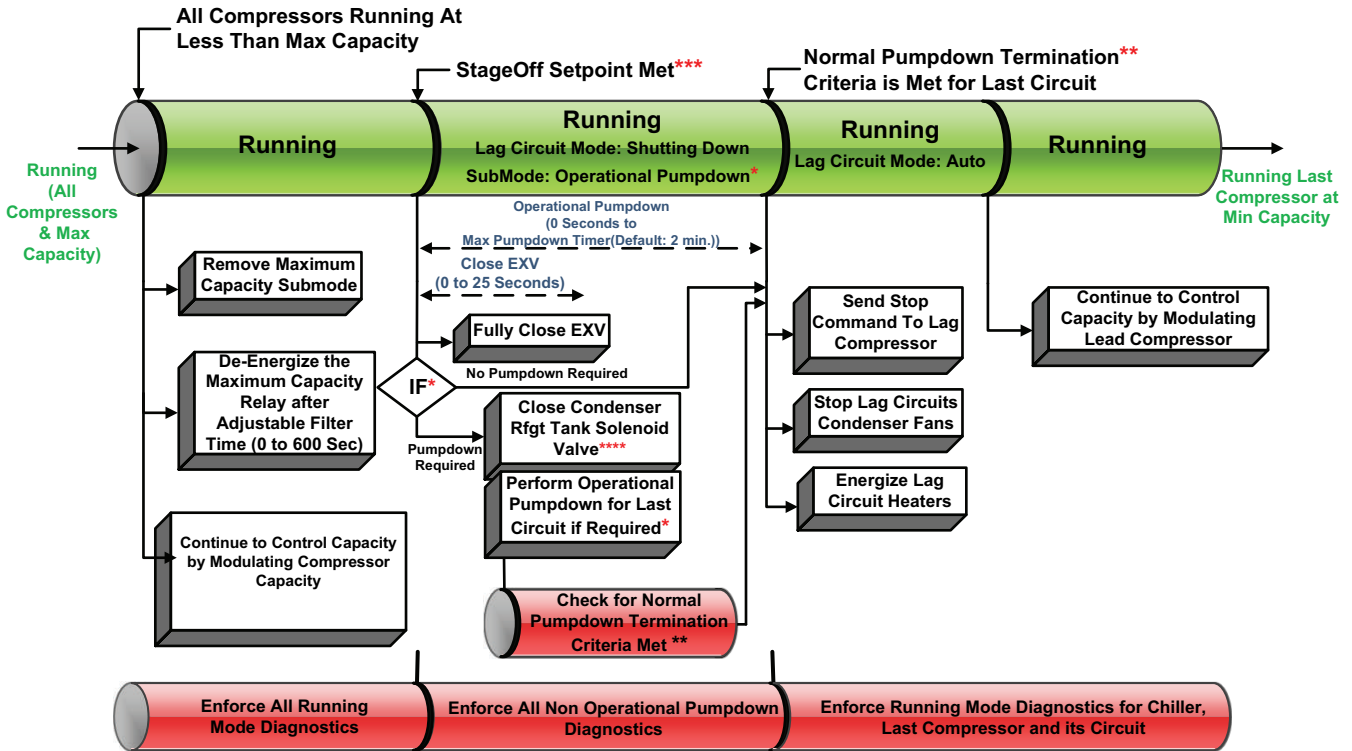 All Compressors Running At
Less Than Max Capacity
StageOff Setpoint Met***
Normal Pumpdown Termination**
Criteria is Met for Last Circuit
Running
(All
Compressors
& Max
Capacity)
Running
Running
Lag Circuit Mode: Shutting Down
SubMode: Operational Pumpdown*
Running
Lag Circuit Mode: Auto
Running
Running Last
Compressor at
Min Capacity
Operational Pumpdown
(0 Seconds to
Max Pumpdown Timer(Default: 2 min.))
Close EXV
(0 to 25 Seconds)
Remove Maximum
Capacity Submode
De-Energize the
Maximum Capacity
Relay after
Adjustable Filter
Time (0 to 600 Sec)
Continue to Control Capacity
by Modulating Compressor
Capacity
Fully Close EXV
IF*
No Pumpdown Required
Pumpdown
Required
Close Condenser
Rfgt Tank Solenoid
Valve****
Perform Operational
Pumpdown for Last
Circuit if Required*
Check for Normal
Pumpdown Termination
Criteria Met **
Send Stop
Command To Lag
Compressor
Stop Lag Circuits
Condenser Fans
Energize Lag
Circuit Heaters
Continue to Control
Capacity by Modulating
Lead Compressor
Enforce All Running
Mode Diagnostics
Enforce All Non Operational Pumpdown
Diagnostics
Enforce Running Mode Diagnostics for Chiller,
Last Compressor and its Circuit